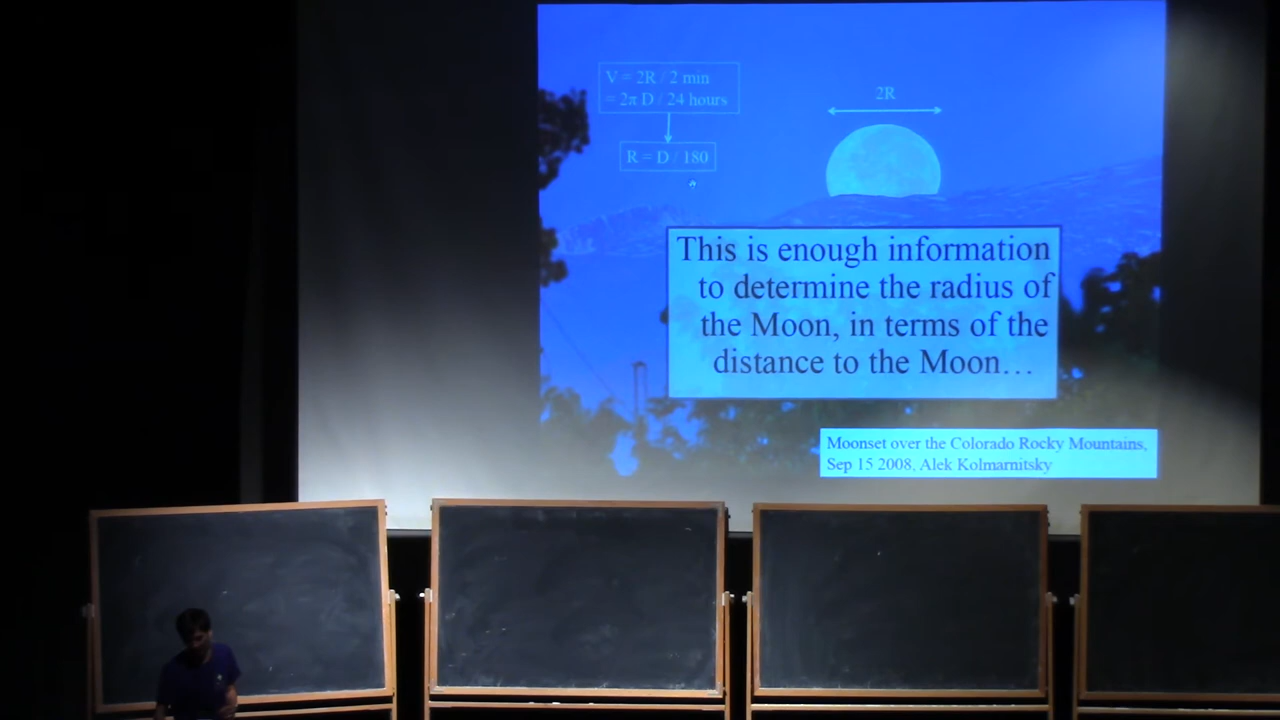 V = 2R / 2 min
= 2π D / 24 hours
R = D / 180
2R
This is enough information
to determine the radius of
the Moon, in terms of the
distance to the Moon…
Moonset over the Colorado Rocky Mountains,
Sep 15 2008, Alek Kolmarnitsky